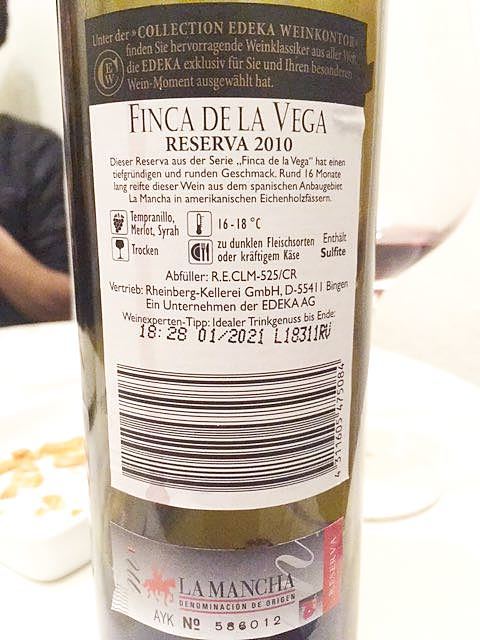 Unter der »COLLECTION EDEKA WEINKONTOR«
finden Sie hervorragende Weinklassiker aus aller Welt,
die EDEKA exklusiv für Sie und Ihren besonderen
Wein-Moment ausgewählt hat.
FINCA DE LA VEGA
RESERVA 2010
Dieser Reserva aus der Serie „Finca de la Vega" hat einen
tiefgründigen und runden Geschmack. Rund 16 Monate
lang reifte dieser Wein aus dem spanischen Anbaugebiet
La Mancha in amerikanischen Eichenholzfässern.
Tempranillo,
Merlot, Syrah
16-18 °C
Trocken
zu dunklen Fleischsorten
oder kräftigem Käse
Enthält
Sulfite
Abfüller: R.E.CLM-525/CR
Vertrieb: Rheinberg-Kellerei GmbH, D-55411 Bingen
Ein Unternehmen der EDEKA AG
Weinexperten-Tipp: Idealer Trinkgenuss bis Ende:
18:28 01/2021 L18311RV
4 311605 475084
LA MANCHA
DENOMINACIÓN DE ORIGEN
AYK Nº 586012
RESERVA